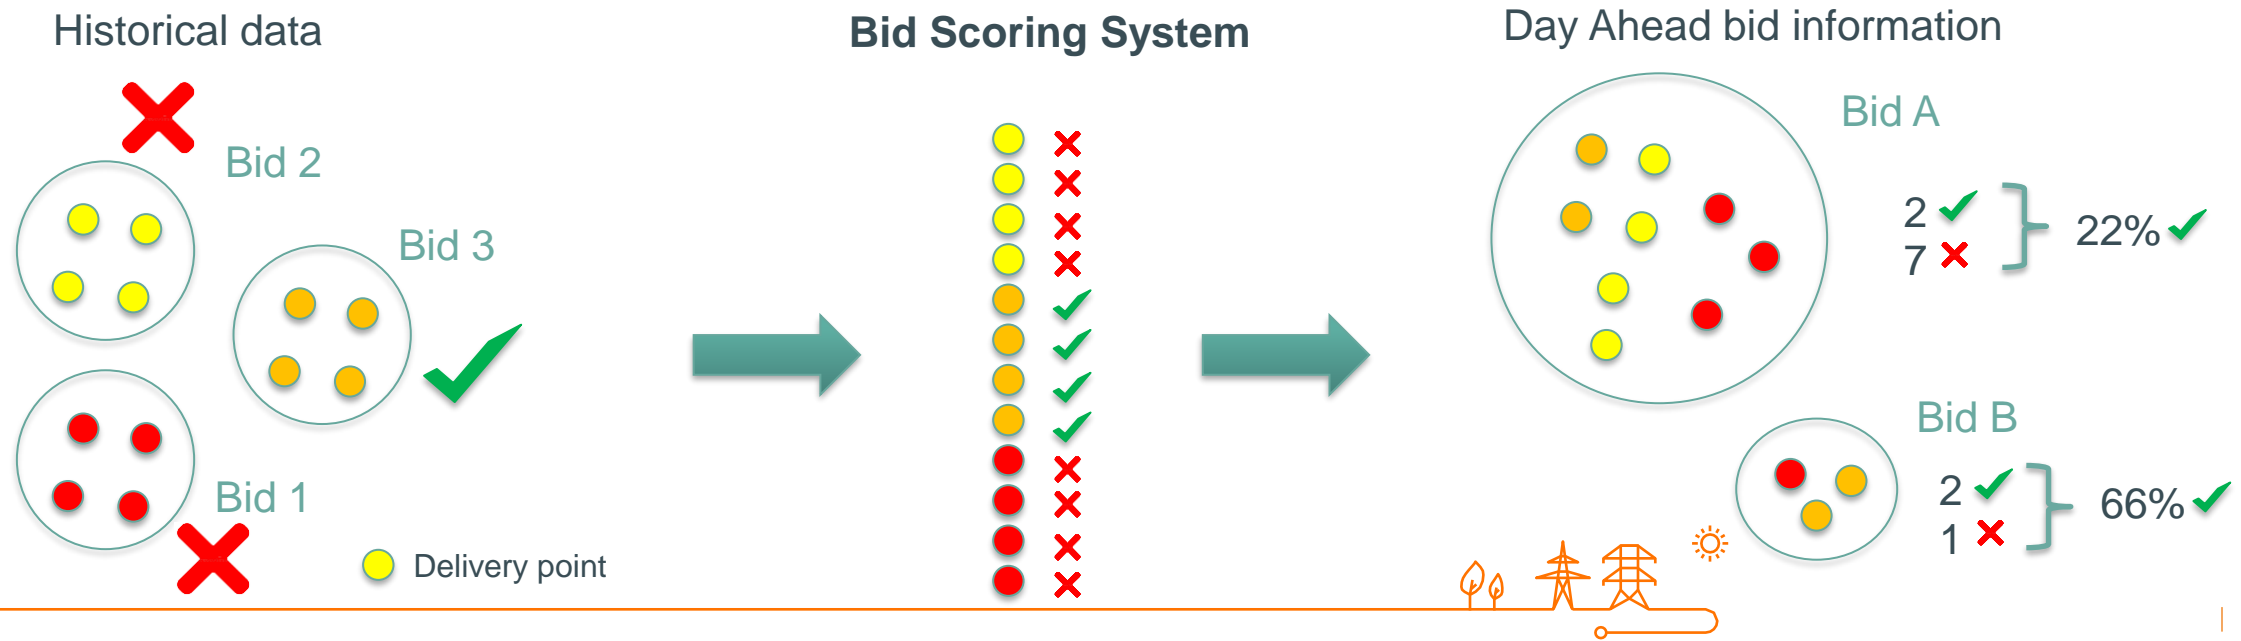 Historical data
Bid Scoring System
Day Ahead bid information
Bid 2
Bid 3
Bid 1
Delivery point
Bid A
2
7
22%
Bid B
2
1
66%